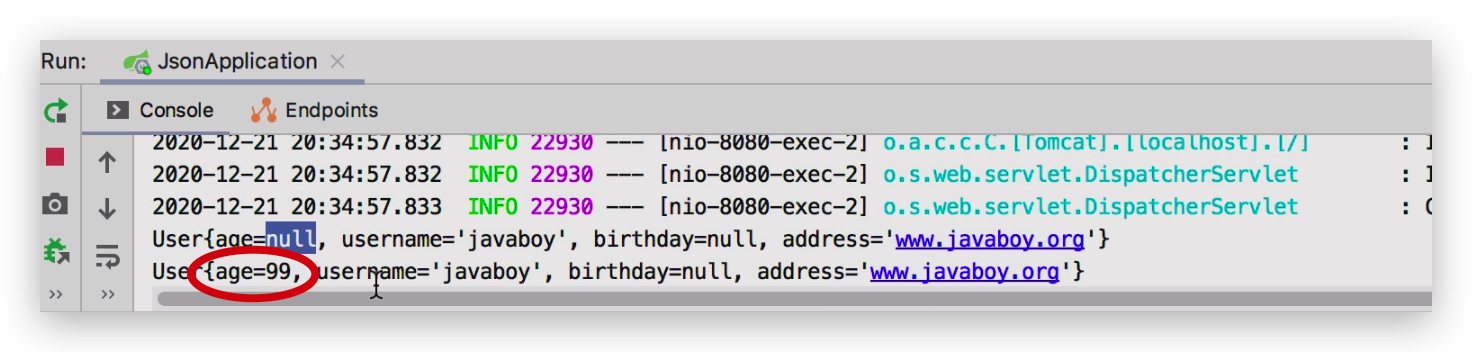 Run: JsonApplication
Console Endpoints
2020-12-21 20:34:57.832 INFO 22930 --- [nio-8080-exec-2] o.a.c.c.C.[Tomcat].[localhost].[/] : I
2020-12-21 20:34:57.832 INFO 22930 --- [nio-8080-exec-2] o.s.web.servlet.DispatcherServlet : I
2020-12-21 20:34:57.833 INFO 22930 --- [nio-8080-exec-2] o.s.web.servlet.DispatcherServlet : C
User{age=null, username='javaboy', birthday=null, address='www.javaboy.org'}
User{age=99, username='javaboy', birthday=null, address='www.javaboy.org'}